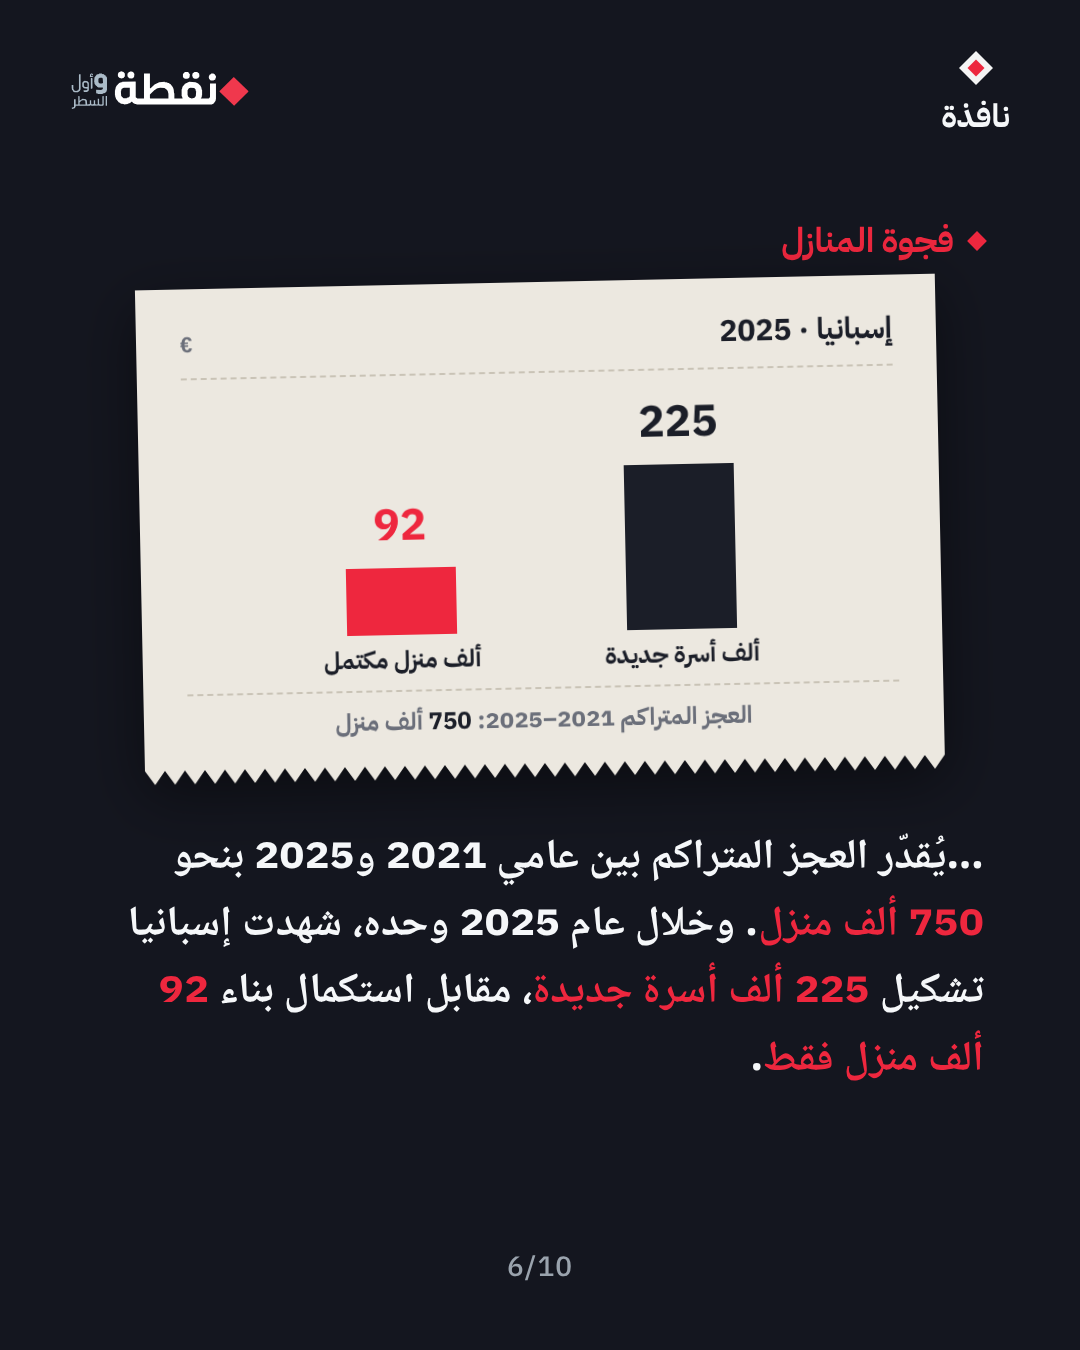 نافذة
نقطة
وأول
السطر
فجوة المنازل
إسبانيا · 2025
€
225
92
ألف أسرة جديدة
ألف منزل مكتمل
العجز المتراكم 2021–2025: 750 ألف منزل
...يُقدّر العجز المتراكم بين عامي 2021 و2025 بنحو
750 ألف منزل. وخلال عام 2025 وحده، شهدت إسبانيا
تشكيل 225 ألف أسرة جديدة، مقابل استكمال بناء 92
ألف منزل فقط.
6/10